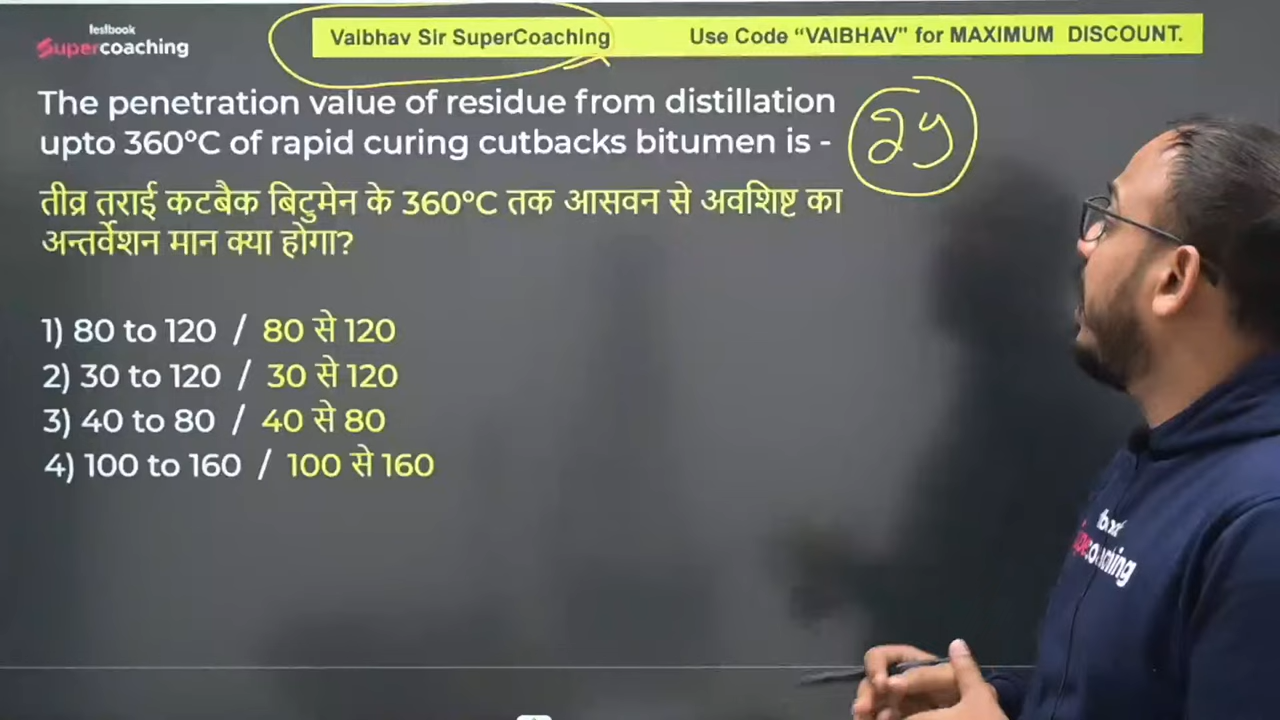 testbook
Supercoaching
Vaibhav Sir SuperCoaching
Use Code “VAIBHAV” for MAXIMUM DISCOUNT.
The penetration value of residue from distillation
upto 360°C of rapid curing cutbacks bitumen is -
तीव्र तराई कटबैक बिटुमेन के 360°C तक आसवन से अवशिष्ट का
अन्तर्वेशन मान क्या होगा?
1) 80 to 120 / 80 से 120
2) 30 to 120 / 30 से 120
3) 40 to 80 / 40 से 80
4) 100 to 160 / 100 से 160